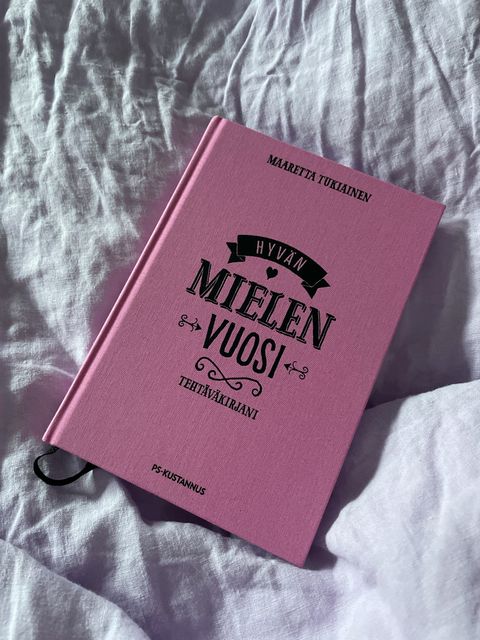 MAARETTA TUKIAINEN
HYVÄN
MIELEN
VUOSI
TEHTÄVÄKIRJANI
PS-KUSTANNUS